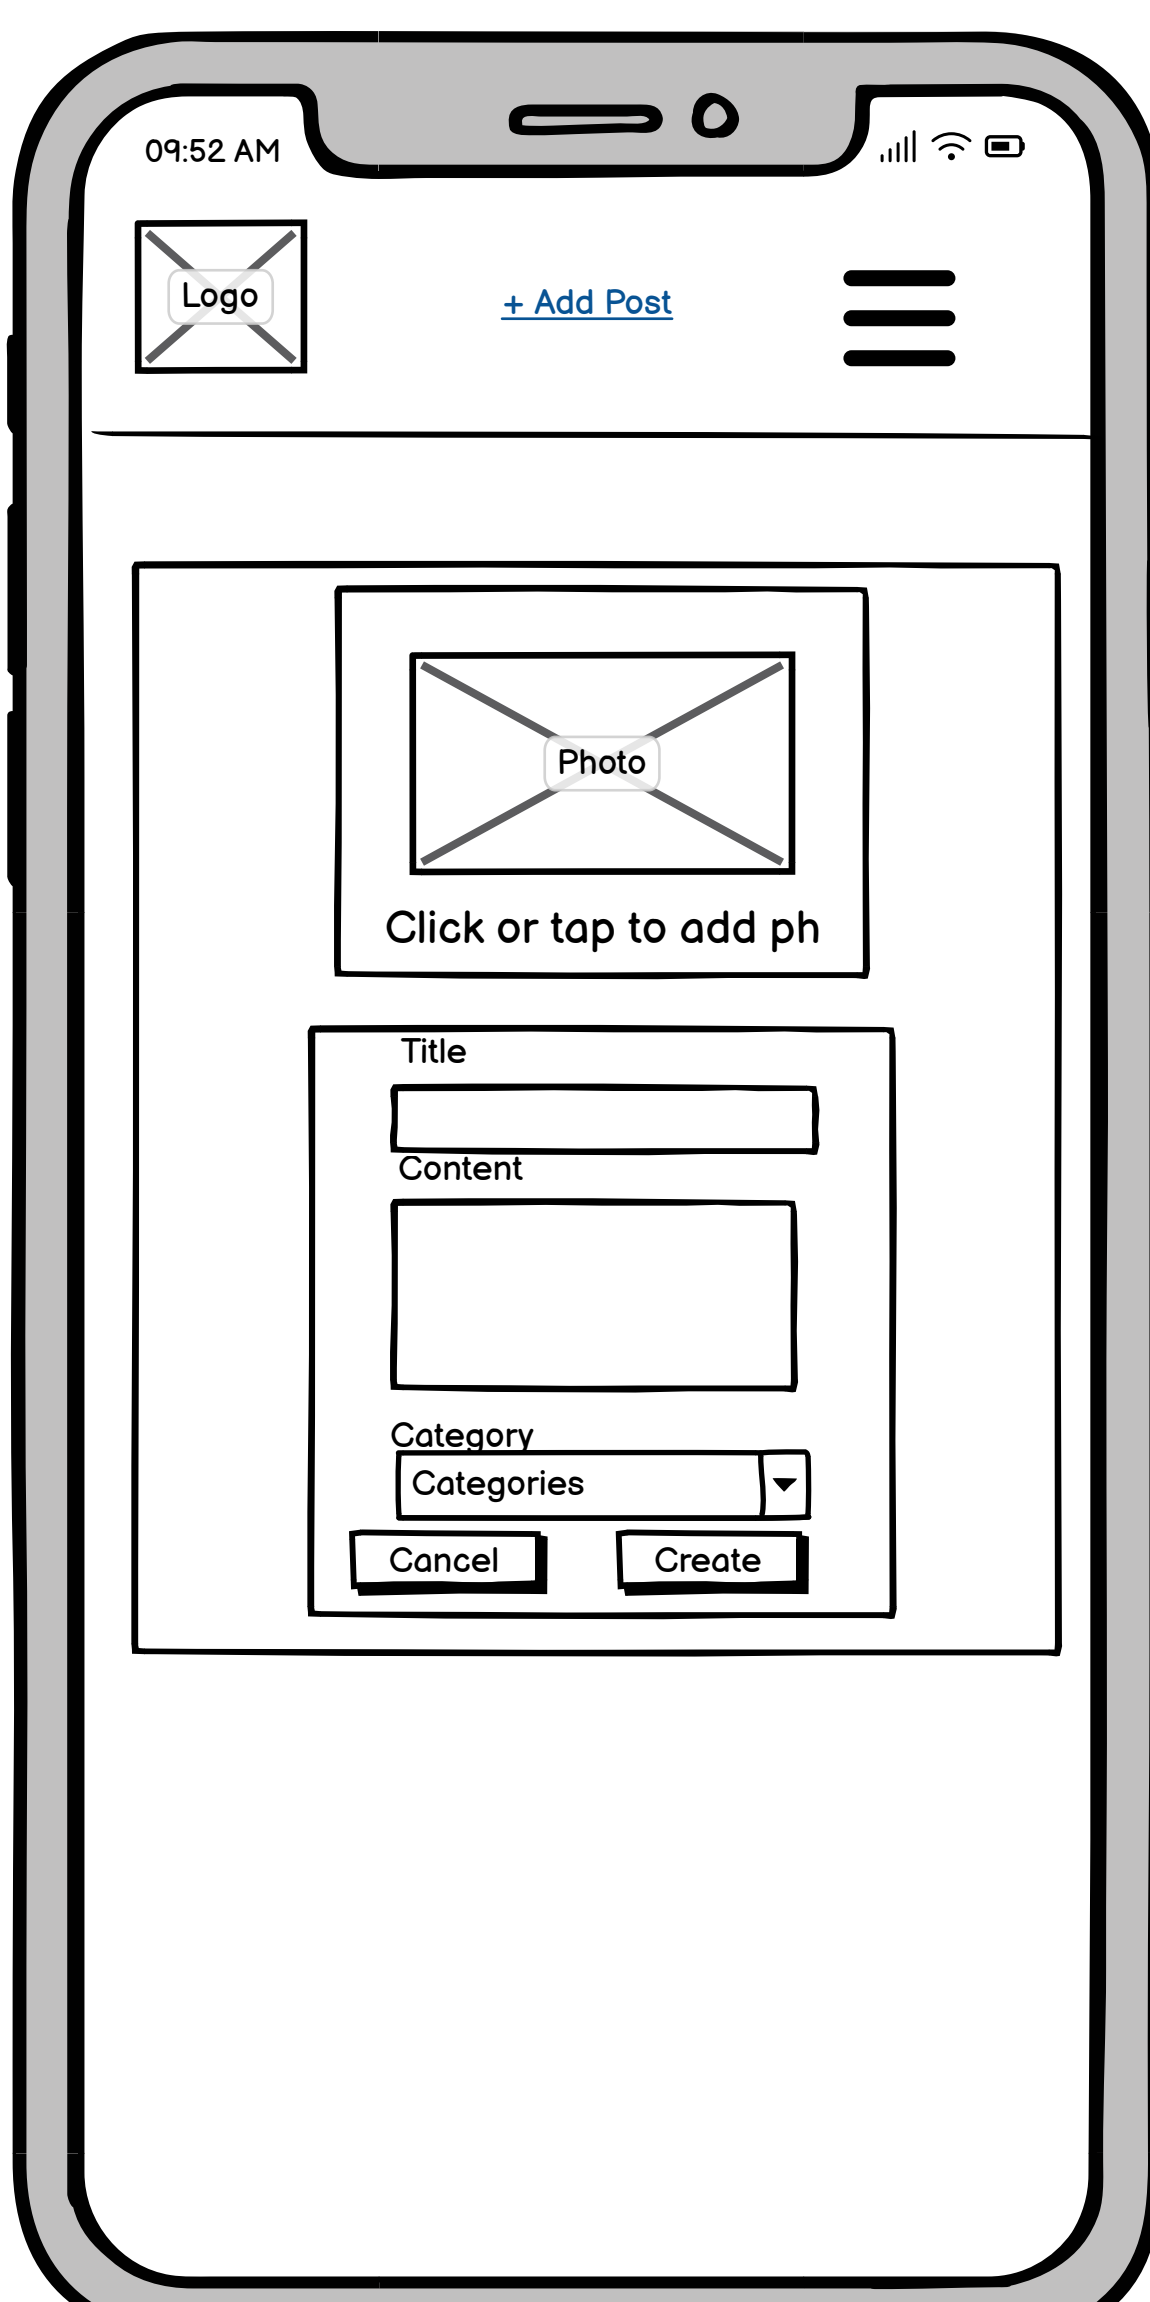 09:52 AM
Logo
+ Add Post
Photo
Click or tap to add ph
Title
Content
Category
Categories
Cancel
Create